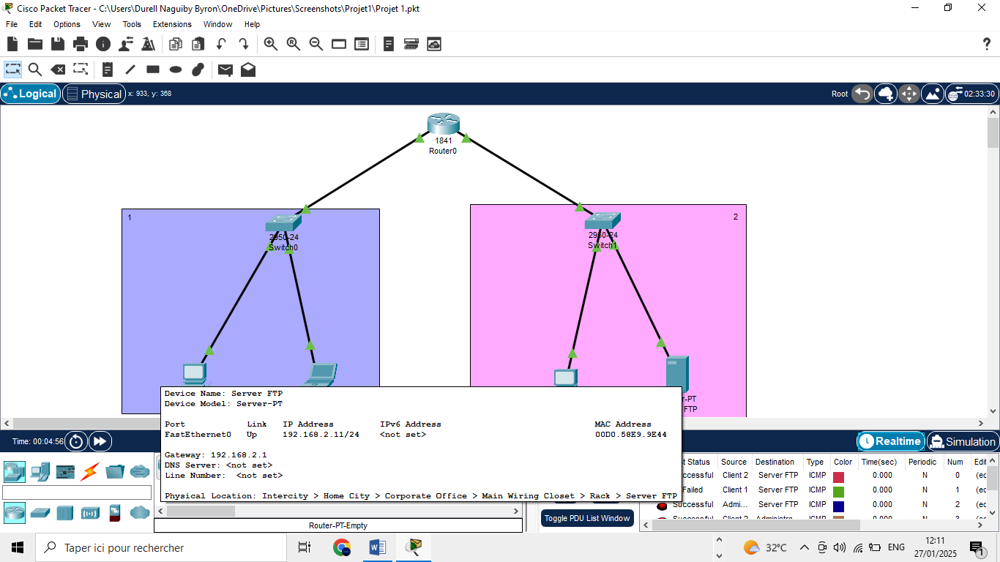 Cisco Packet Tracer - C:\Users\Durell Naguiby Byron\OneDrive\Pictures\Screenshots\Projet1\Projet 1.pkt
File Edit Options View Tools Extensions Window Help
Logical Physical x: 933, y: 368 Root 02:33:30
1841
Router0
1
2
2950-24
Switch0
2950-24
Switch1
r-PT
FTP
Device Name: Server FTP
Device Model: Server-PT
Port Link IP Address IPv6 Address MAC Address
FastEthernet0 Up 192.168.2.11/24 <not set> 00D0.58E9.9E44
Gateway: 192.168.2.1
DNS Server: <not set>
Line Number: <not set>
Physical Location: Intercity > Home City > Corporate Office > Main Wiring Closet > Rack > Server FTP
Time: 00:04:56 Realtime Simulation
st Status Source Destination Type Color Time(sec) Periodic Num Edi
ccessful Client 2 Server FTP ICMP 0.000 N 0 (ec
Failed Client 1 Server FTP ICMP 0.000 N 1 (ec
Successful Admi... Server FTP ICMP 0.000 N 2 (ec
Successful Client 2 Administra... ICMP 0.000 N 3 (ec
Toggle PDU List Window
Router-PT-Empty
Taper ici pour rechercher
32°C ENG 12:11
27/01/2025
1